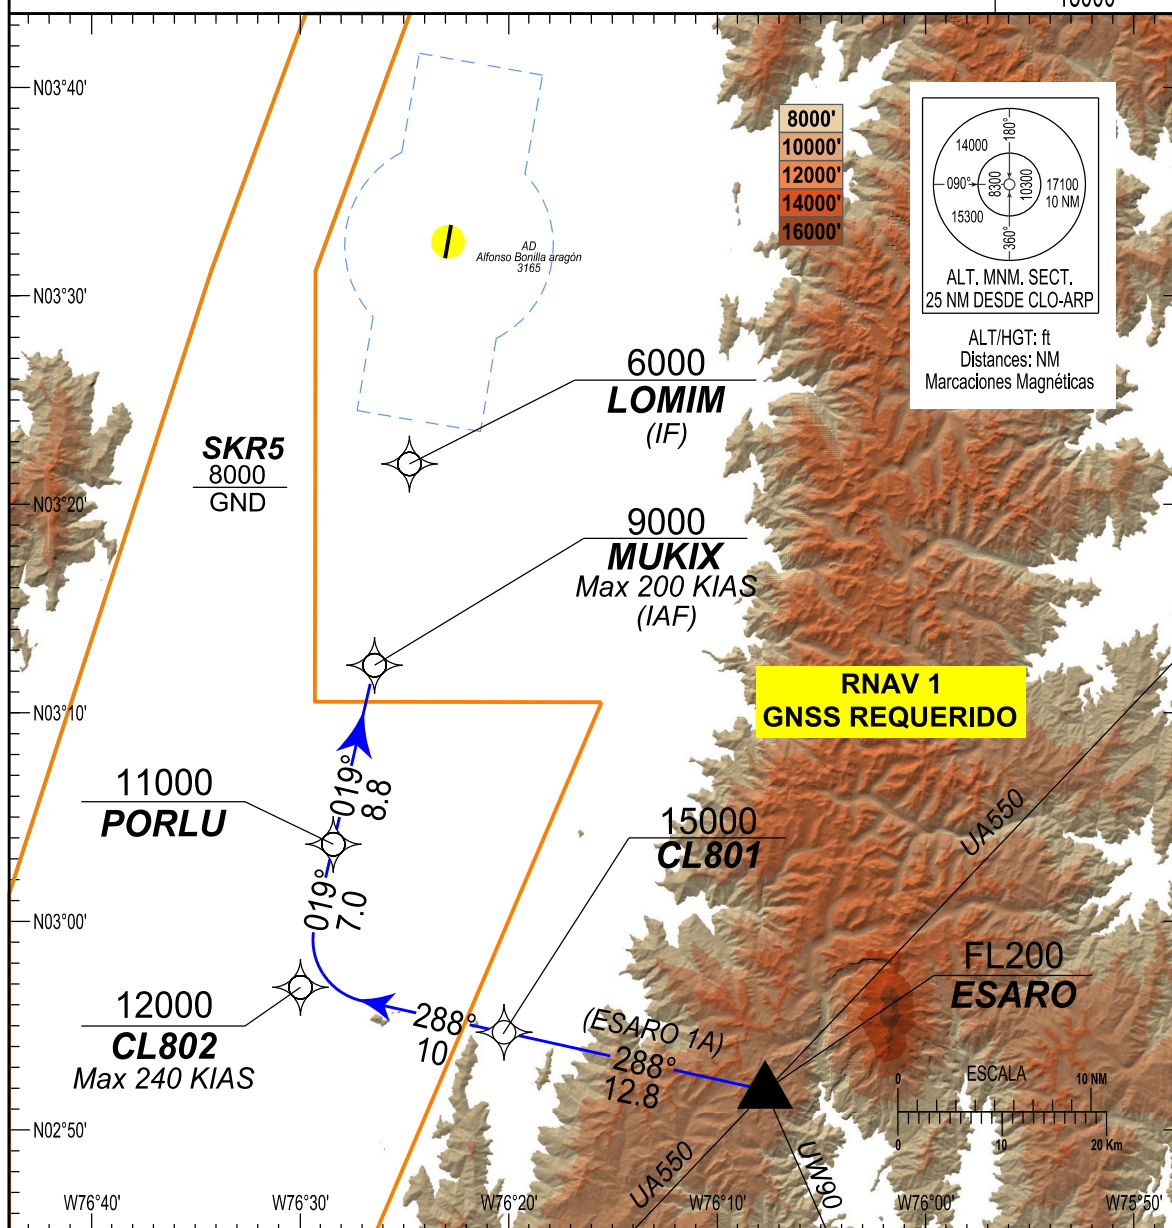 10000
N03°40'
N03°30'
N03°20'
N03°10'
N03°00'
N02°50'
8000'
10000'
12000'
14000'
16000'
180°
14000
090°
8300
10300
17100
10 NM
15300
360°
ALT. MNM. SECT.
25 NM DESDE CLO-ARP
ALT/HGT: ft
Distances: NM
Marcaciones Magnéticas
AD
Alfonso Bonilla aragón
3165
6000
LOMIM
(IF)
SKR5
8000
GND
9000
MUKIX
Max 200 KIAS
(IAF)
RNAV 1
GNSS REQUERIDO
019°
8.8
11000
PORLU
15000
CL801
UA550
019°
7.0
FL200
ESARO
12000
CL802
Max 240 KIAS
288°
10
(ESARO 1A)
288°
12.8
0
ESCALA
10 NM
0
10
20 Km
UA550
UW90
W76°40'
W76°30'
W76°20'
W76°10'
W76°00'
W75°50'